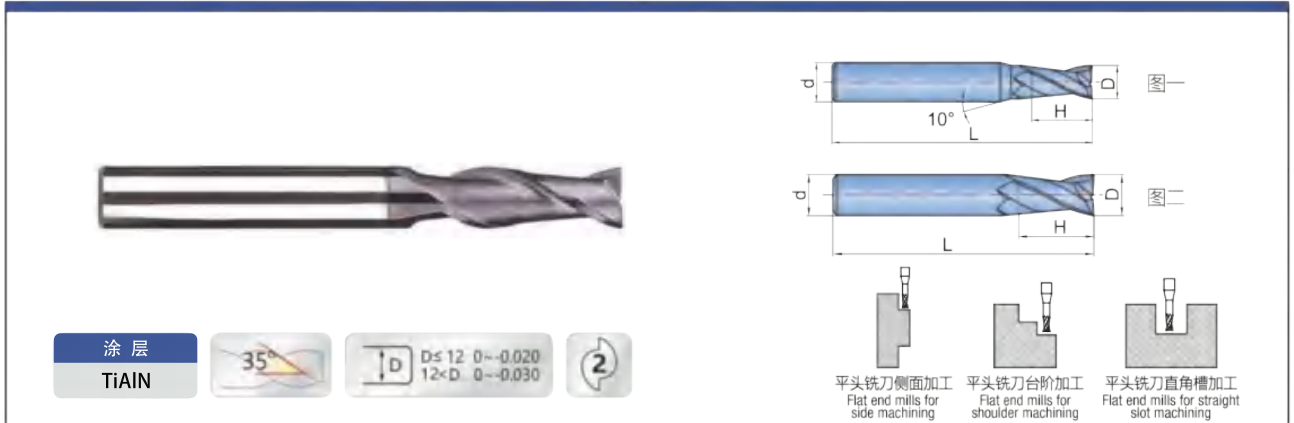 d
10°
H
L
D
图一
d
H
L
D
图二
涂 层
TiAlN
35°
D
D≤ 12 0~-0.020
12<D 0~-0.030
2
平头铣刀侧面加工
Flat end mills for
side machining
平头铣刀台阶加工
Flat end mills for
shoulder machining
平头铣刀直角槽加工
Flat end mills for straight
slot machining